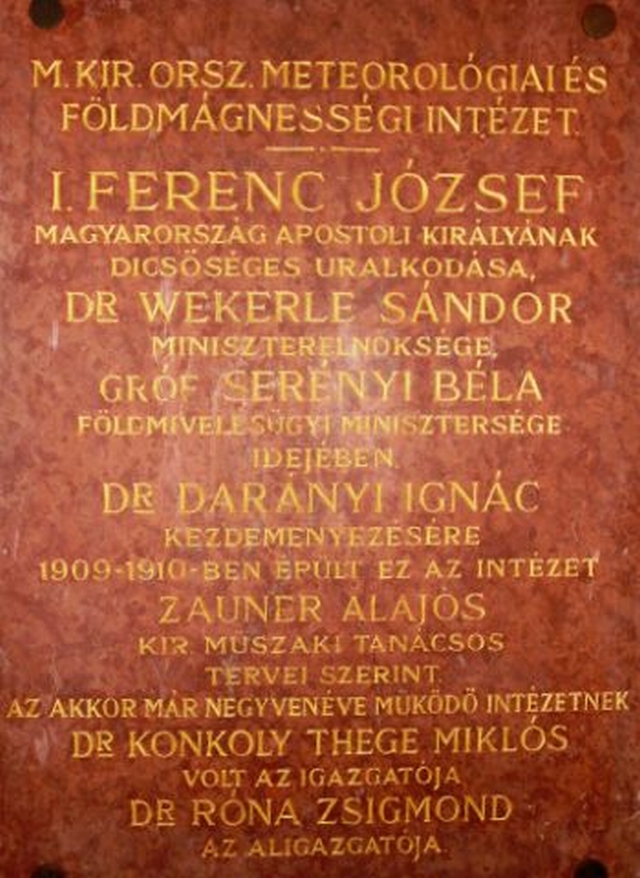 M. KIR. ORSZ. METEOROLÓGIAI ÉS
FÖLDMÁGNESSÉGI INTÉZET.
I. FERENC JÓZSEF
MAGYARORSZÁG APOSTOLI KIRÁLYÁNAK
DICSŐSÉGES URALKODÁSA,
DR WEKERLE SÁNDOR
MINISZTERELNÖKSÉGE,
GRÓF SERÉNYI BÉLA
FÖLDMIVELÉSÜGYI MINISZTERSÉGE
IDEJÉBEN
DR DARÁNYI IGNÁC
KEZDEMÉNYEZÉSÉRE
1909-1910-BEN ÉPÜLT EZ AZ INTÉZET
ZAUNER ALAJOS
KIR. MŰSZAKI TANÁCSOS
TERVEI SZERINT.
AZ AKKOR MÁR NEGYVENÉVE MŰKÖDŐ INTÉZETNEK
DR KONKOLY THEGE MIKLÓS
VOLT AZ IGAZGATÓJA
DR RÓNA ZSIGMOND
AZ ALIGAZGATÓJA.